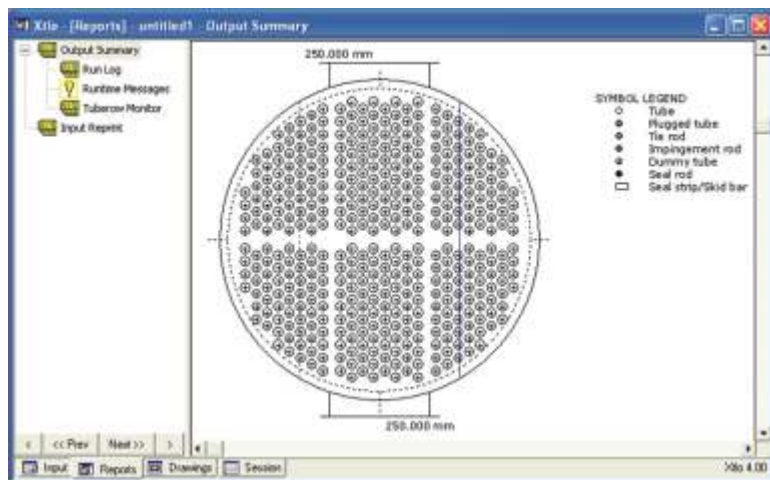 Xtlo - [Reports] - untitled1 - Output Summary
Output Summary
Run Log
Runtime Messages
Tuberow Monitor
Input Reprint
250.000 mm
SYMBOL LEGEND
Tube
Plugged tube
Tie rod
Impingement rod
Dummy tube
Seal rod
Seal strip/Skid bar
250.000 mm
<< Prev
Next >>
Input
Reports
Drawings
Session
Xtlo 4.00